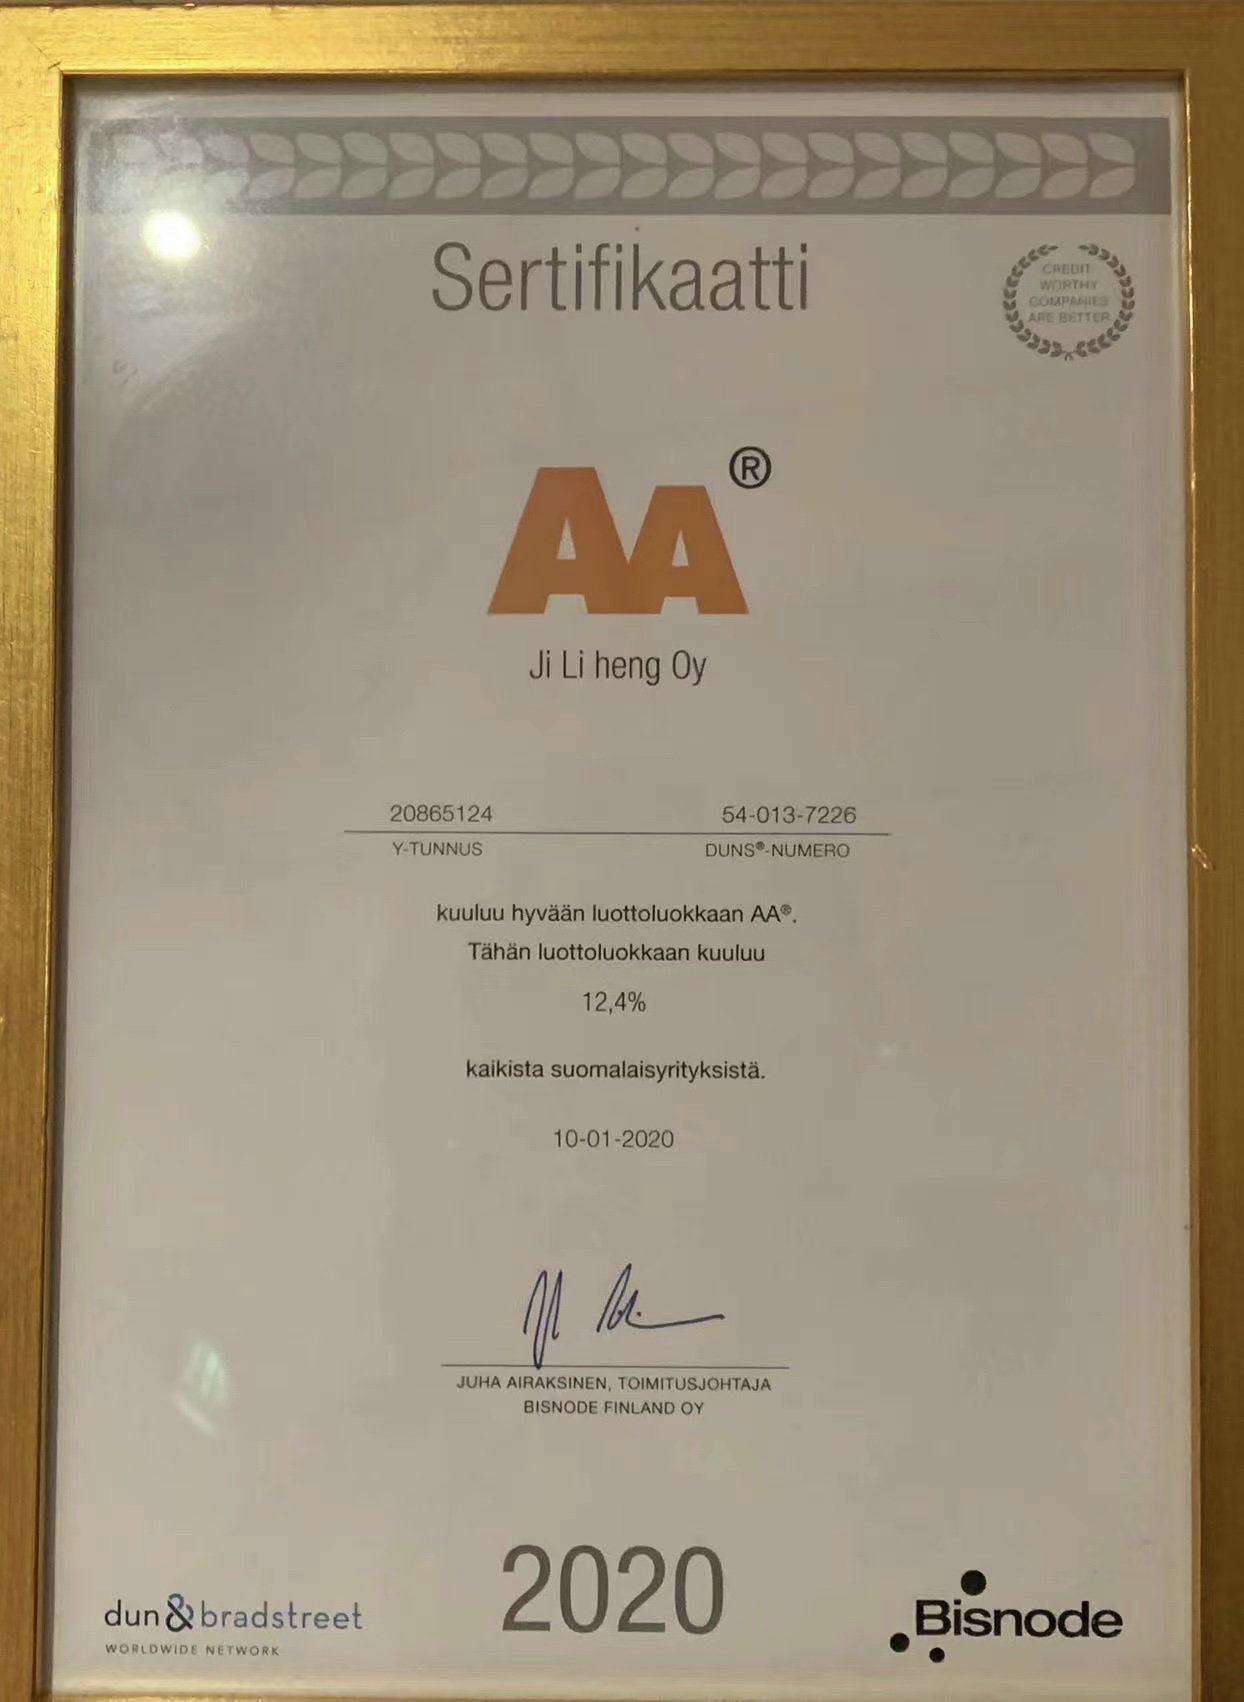 Sertifikaatti
CREDIT
WORTHY
COMPANIES
ARE BETTER
AA®
Ji Li heng Oy
20865124 54-013-7226
Y-TUNNUS DUNS®-NUMERO
kuuluu hyvään luottoluokkaan AA®.
Tähän luottoluokkaan kuuluu
12,4%
kaikista suomalaisyrityksistä.
10-01-2020
JUHA AIRAKSINEN, TOIMITUSJOHTAJA
BISNODE FINLAND OY
2020
dun&bradstreet
WORLDWIDE NETWORK
Bisnode